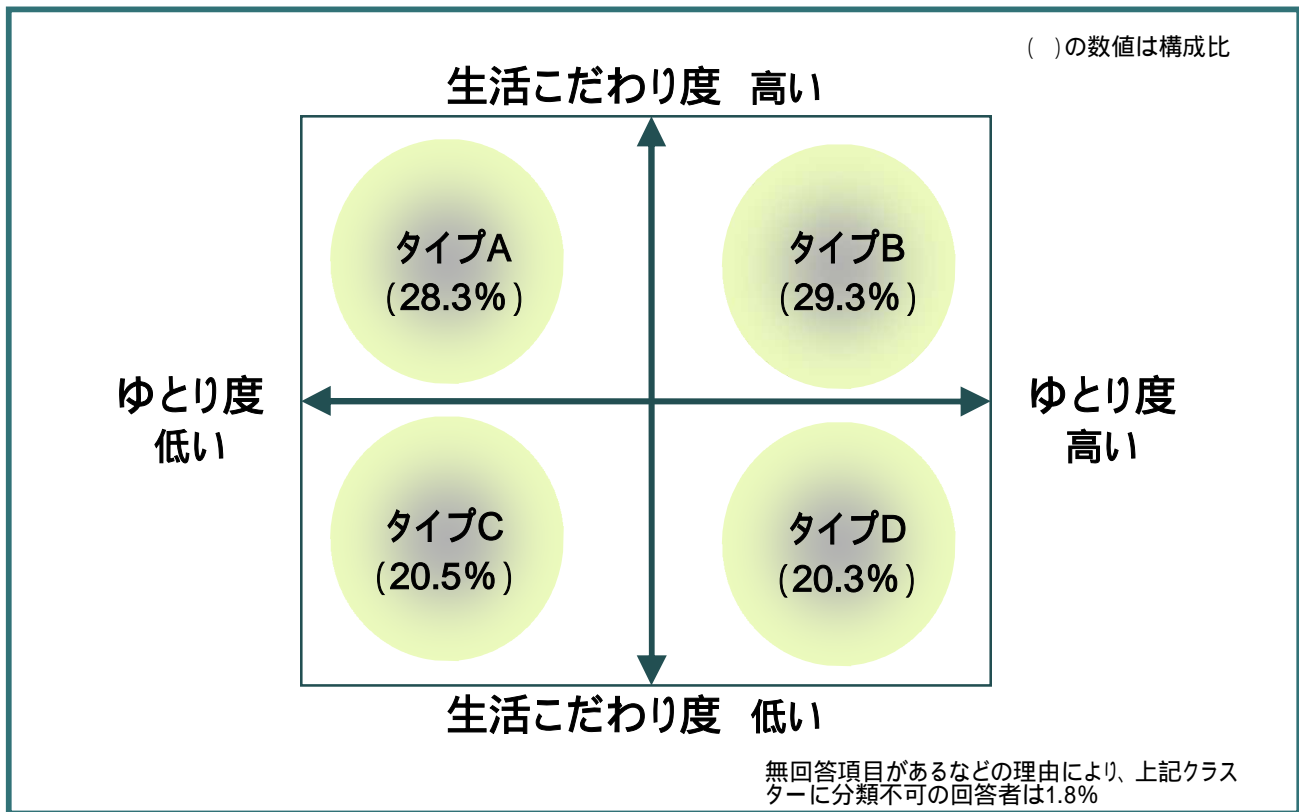 (　)の数値は構成比
生活こだわり度 高い
タイプA
(28.3%)
タイプB
(29.3%)
ゆとり度
低い
ゆとり度
高い
タイプC
(20.5%)
タイプD
(20.3%)
生活こだわり度 低い
無回答項目があるなどの理由により、上記クラス
ターに分類不可の回答者は1.8%